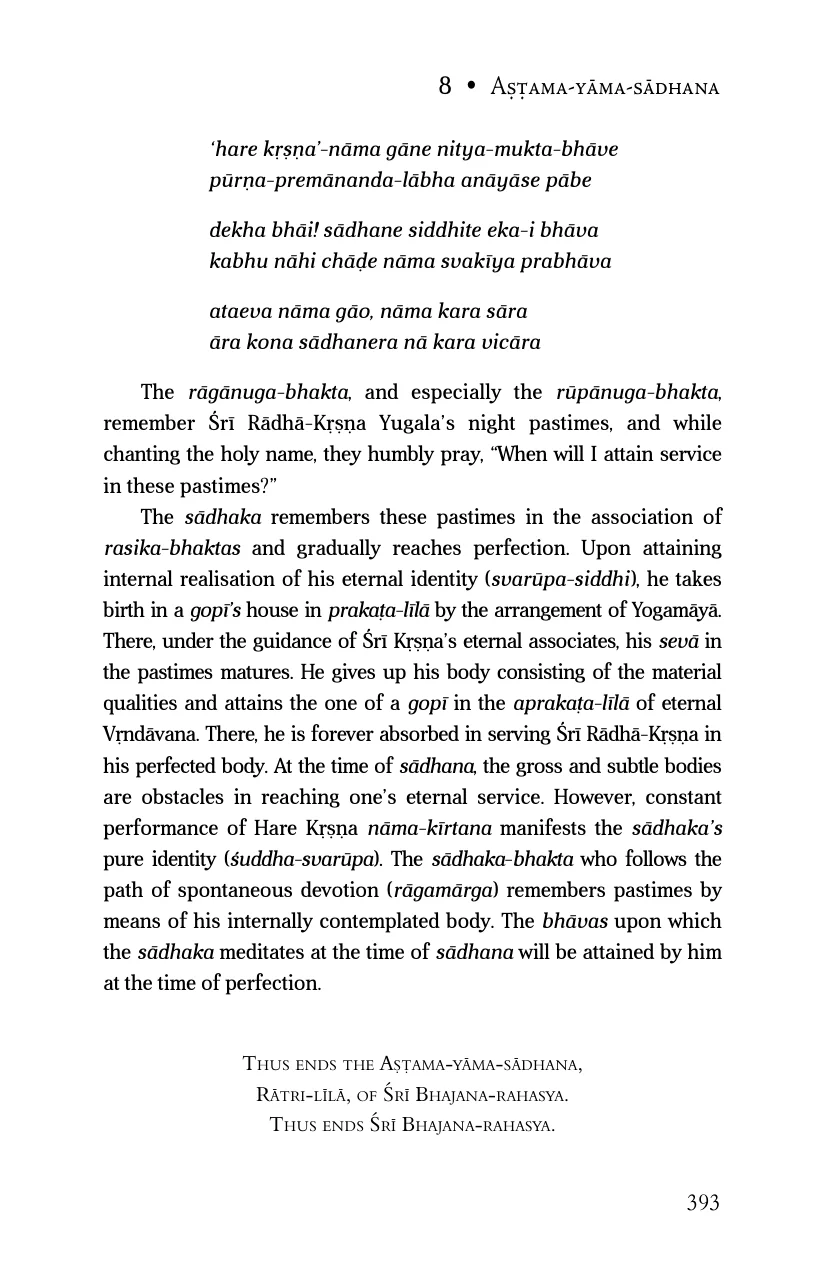 8 • Aṣṭama-yāma-sādhana
‘hare kṛṣṇa’-nāma gāne nitya-mukta-bhāve
pūrṇa-premānanda-lābha anāyāse pābe
dekha bhāi! sādhane siddhite eka-i bhāva
kabhu nāhi chāḍe nāma svakīya prabhāva
ataeva nāma gāo, nāma kara sāra
āra kona sādhanera nā kara vicāra
The rāgānuga-bhakta, and especially the rūpānuga-bhakta,
remember Śrī Rādhā-Kṛṣṇa Yugala’s night pastimes, and while
chanting the holy name, they humbly pray, “When will I attain service
in these pastimes?”
The sādhaka remembers these pastimes in the association of
rasika-bhaktas and gradually reaches perfection. Upon attaining
internal realisation of his eternal identity (svarūpa-siddhi), he takes
birth in a gopī’s house in prakaṭa-līlā by the arrangement of Yogamāyā.
There, under the guidance of Śrī Kṛṣṇa’s eternal associates, his sevā in
the pastimes matures. He gives up his body consisting of the material
qualities and attains the one of a gopī in the aprakaṭa-līlā of eternal
Vṛndāvana. There, he is forever absorbed in serving Śrī Rādhā-Kṛṣṇa in
his perfected body. At the time of sādhana, the gross and subtle bodies
are obstacles in reaching one’s eternal service. However, constant
performance of Hare Kṛṣṇa nāma-kīrtana manifests the sādhaka’s
pure identity (śuddha-svarūpa). The sādhaka-bhakta who follows the
path of spontaneous devotion (rāgamārga) remembers pastimes by
means of his internally contemplated body. The bhāvas upon which
the sādhaka meditates at the time of sādhana will be attained by him
at the time of perfection.
Thus ends the Aṣṭama-yāma-sādhana,
Rātri-līlā, of Śrī Bhajana-rahasya.
Thus ends Śrī Bhajana-rahasya.
393